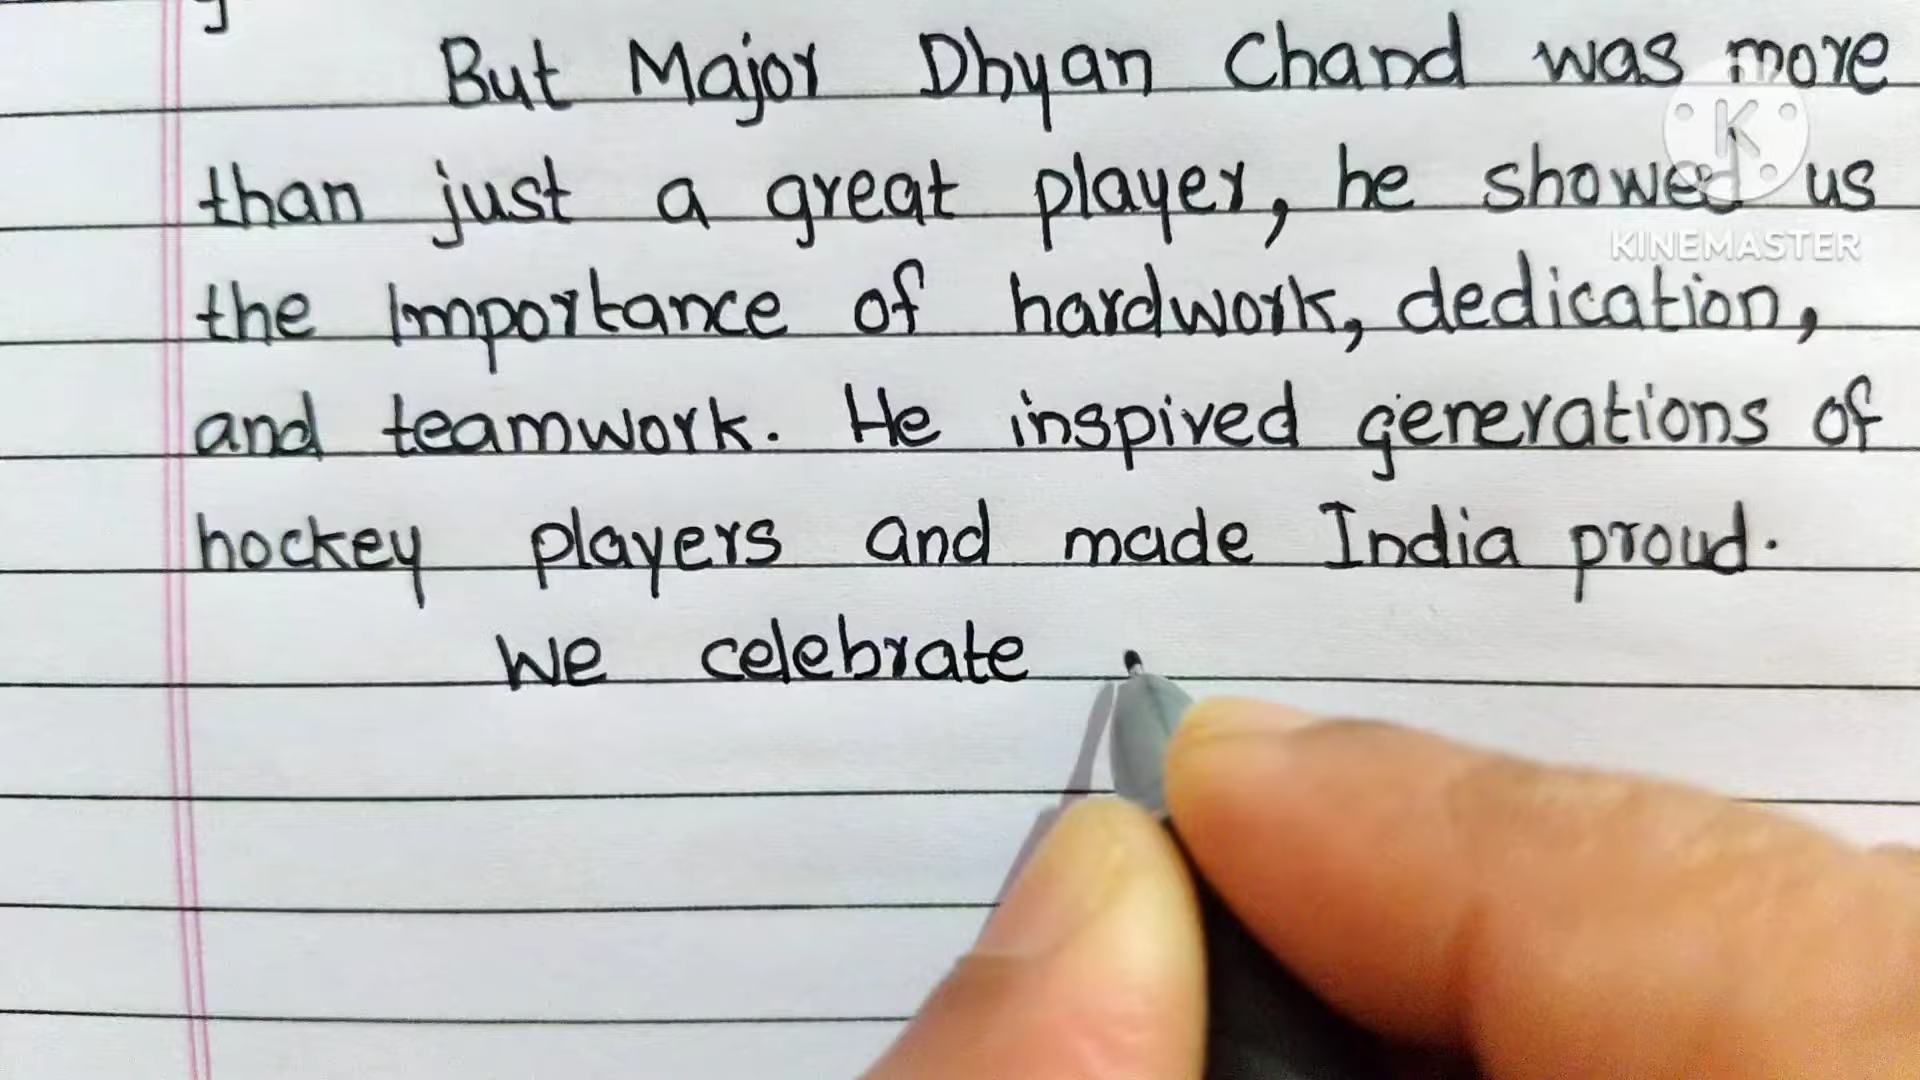 But Major Dhyan Chand was more
than just a great player, he showed us
the Importance of hardwork, dedication,
and teamwork. He inspired generations of
hockey players and made India proud.
We celebrate
K
KINEMASTER